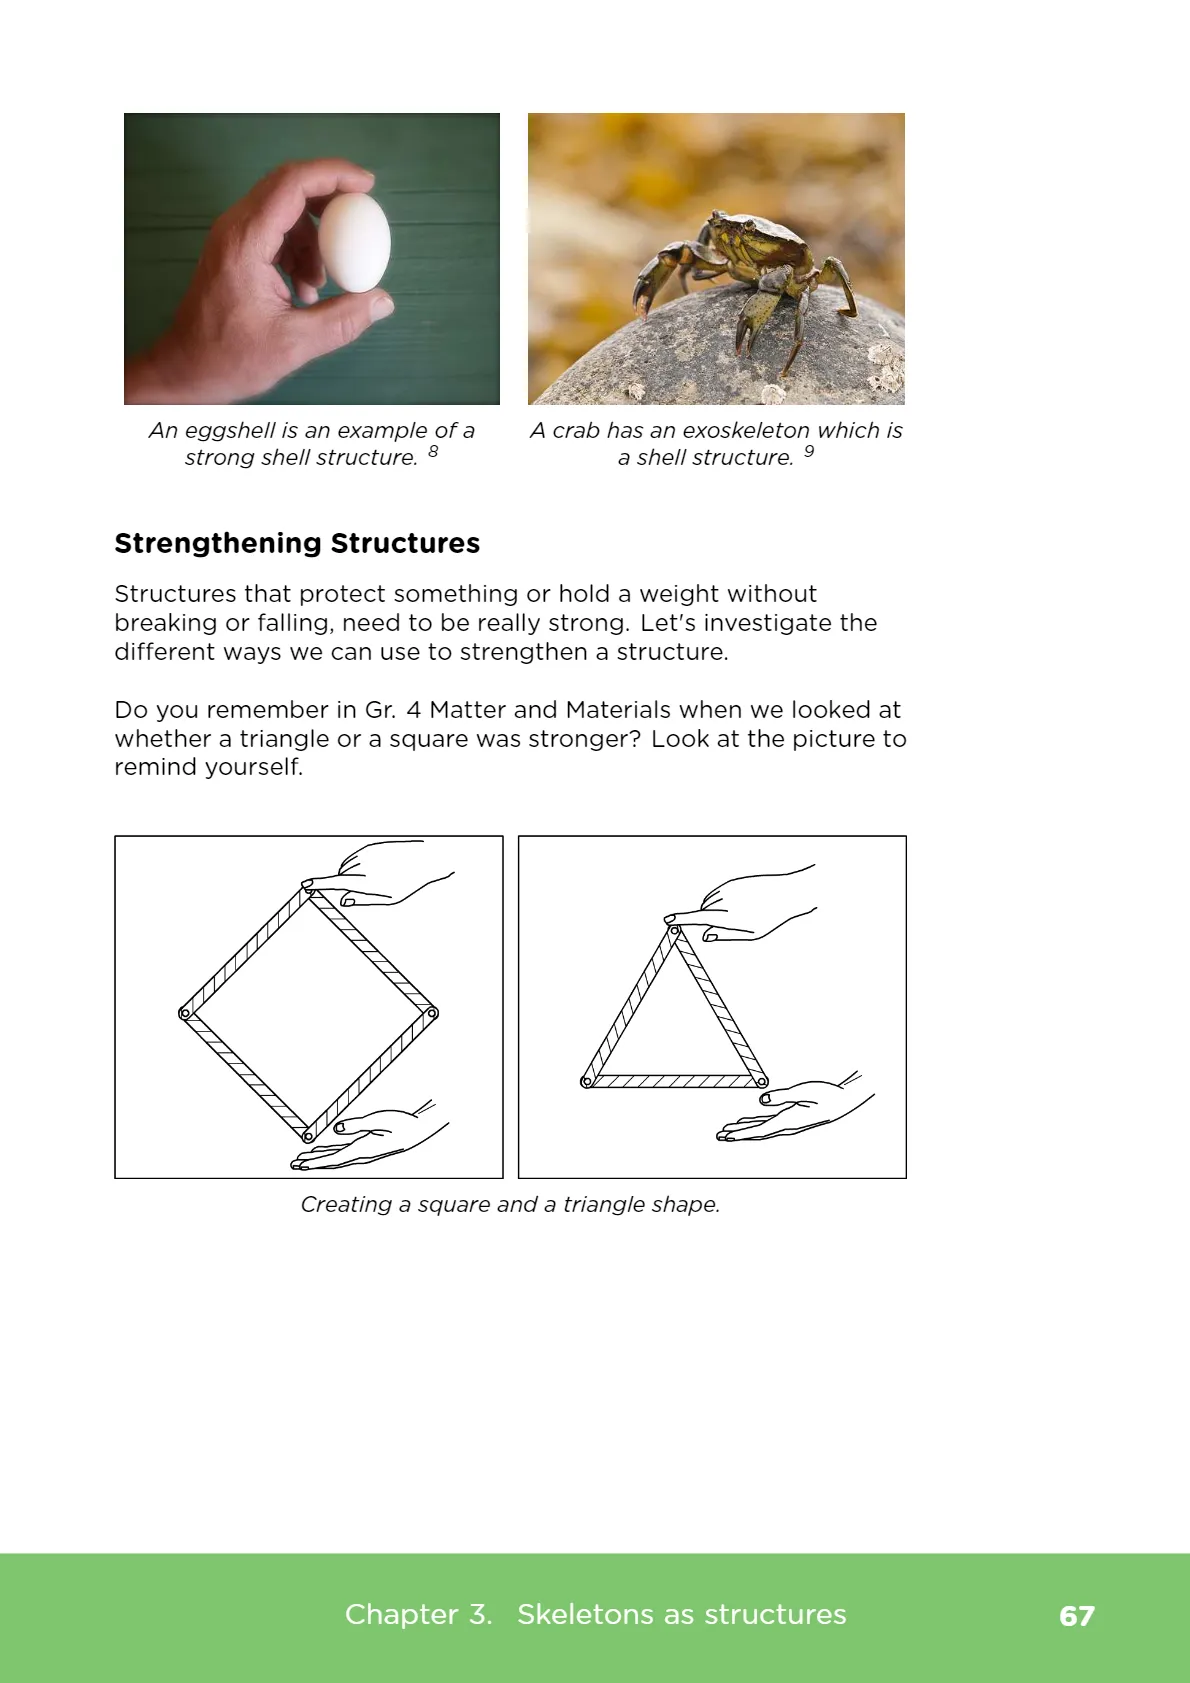 An eggshell is an example of a
strong shell structure. 8
A crab has an exoskeleton which is
a shell structure. 9
Strengthening Structures
Structures that protect something or hold a weight without
breaking or falling, need to be really strong. Let's investigate the
different ways we can use to strengthen a structure.
Do you remember in Gr. 4 Matter and Materials when we looked at
whether a triangle or a square was stronger? Look at the picture to
remind yourself.
Creating a square and a triangle shape.
Chapter 3. Skeletons as structures
67